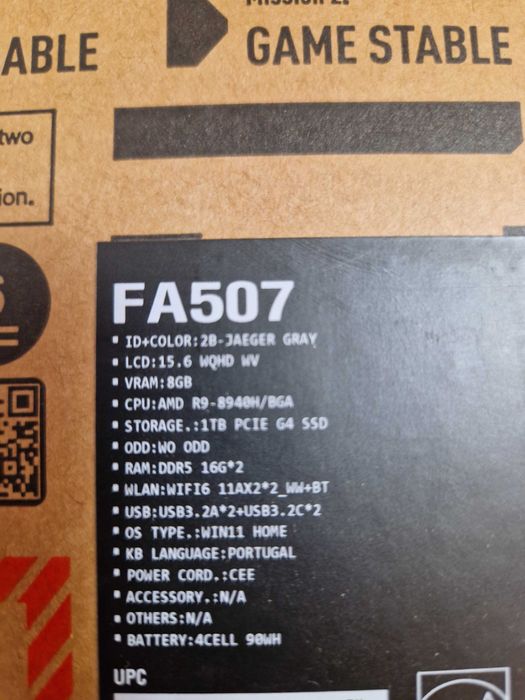 MISSION 2:
ABLE
GAME STABLE
two
ion.
FA507
▪ ID+COLOR:2B-JAEGER GRAY
▪ LCD:15.6 WQHD WV
▪ VRAM:8GB
▪ CPU:AMD R9-8940H/BGA
▪ STORAGE.:1TB PCIE G4 SSD
▪ ODD:WO ODD
▪ RAM:DDR5 16G*2
▪ WLAN:WIFI6 11AX2*2_WW+BT
▪ USB:USB3.2A*2+USB3.2C*2
▪ OS TYPE.:WIN11 HOME
▪ KB LANGUAGE:PORTUGAL
▪ POWER CORD.:CEE
▪ ACCESSORY.:N/A
▪ OTHERS:N/A
▪ BATTERY:4CELL 90WH
UPC